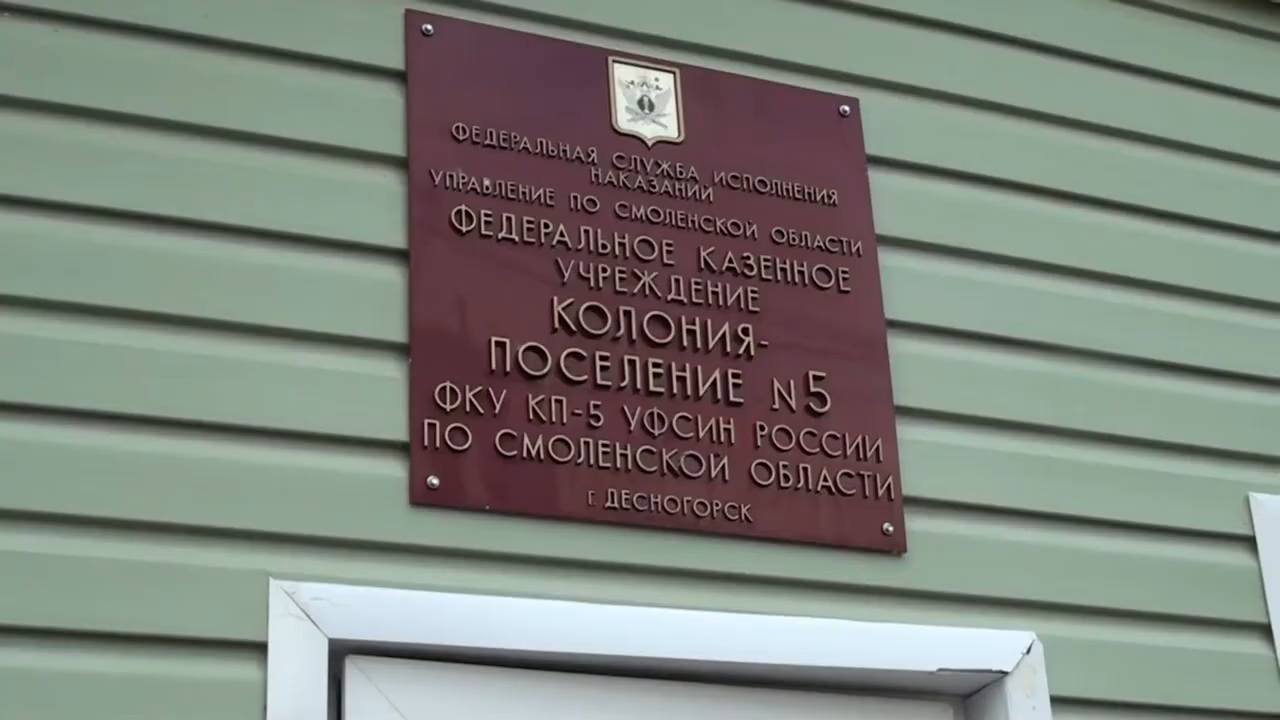 ФЕДЕРАЛЬНАЯ СЛУЖБА ИСПОЛНЕНИЯ
НАКАЗАНИЙ
УПРАВЛЕНИЕ ПО СМОЛЕНСКОЙ ОБЛАСТИ
ФЕДЕРАЛЬНОЕ КАЗЕННОЕ
УЧРЕЖДЕНИЕ
КОЛОНИЯ-
ПОСЕЛЕНИЕ N 5
ФКУ КП-5 УФСИН РОССИИ
ПО СМОЛЕНСКОЙ ОБЛАСТИ
Г. ДЕСНОГОРСК